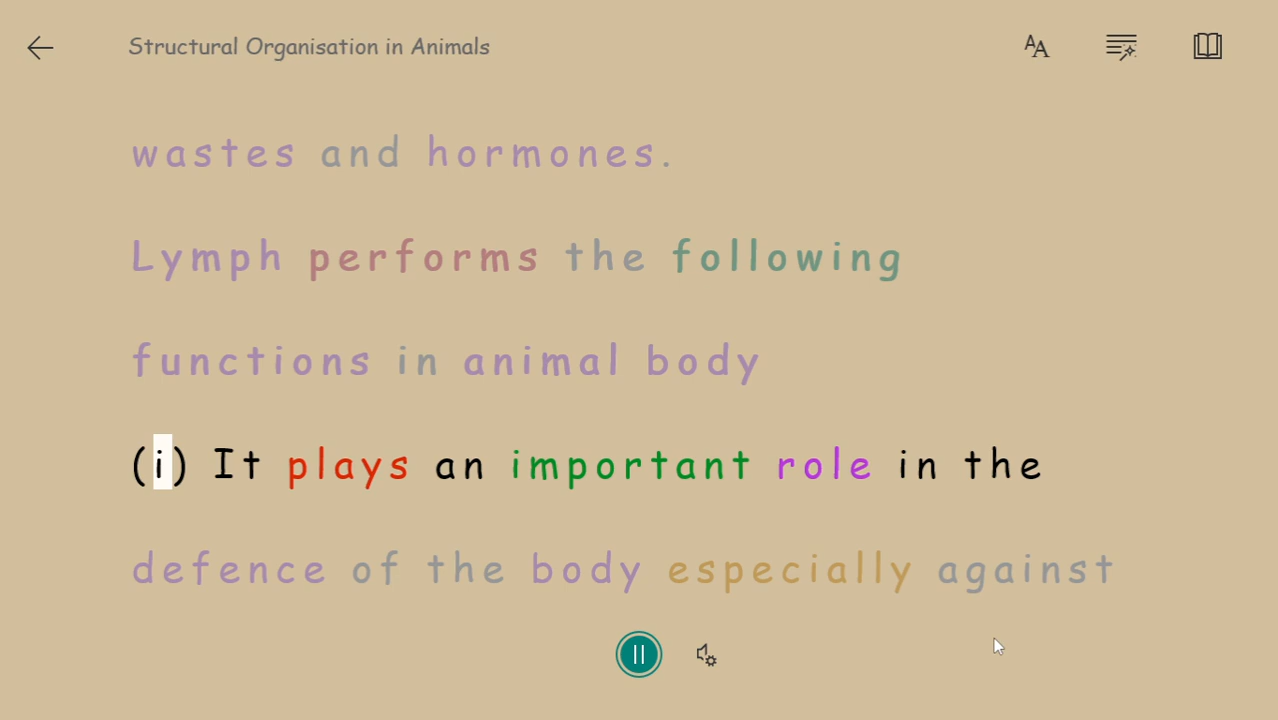 Structural Organisation in Animals
wastes and hormones.
Lymph performs the following
functions in animal body
(i) It plays an important role in the
defence of the body especially against